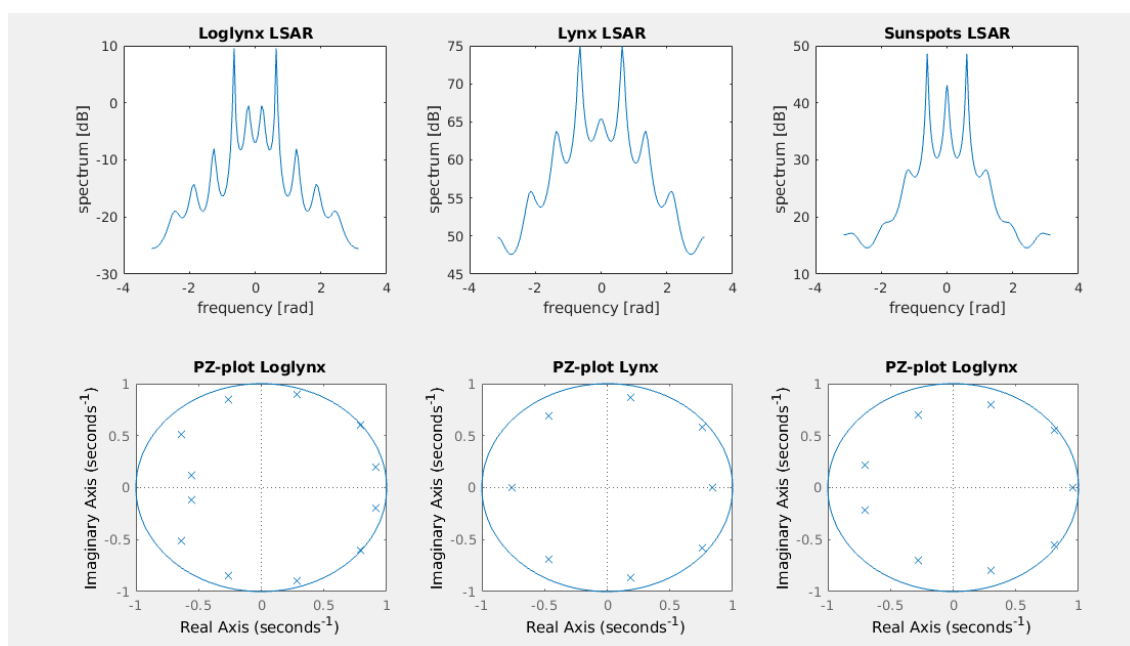 Loglynx LSAR
10
0
-10
-20
-30
spectrum [dB]
-4 -2 0 2 4
frequency [rad]
Lynx LSAR
75
70
65
60
55
50
45
spectrum [dB]
-4 -2 0 2 4
frequency [rad]
Sunspots LSAR
50
40
30
20
10
spectrum [dB]
-4 -2 0 2 4
frequency [rad]
PZ-plot Loglynx
1
0.5
0
-0.5
-1
Imaginary Axis (seconds⁻¹)
-1 -0.5 0 0.5 1
Real Axis (seconds⁻¹)
PZ-plot Lynx
1
0.5
0
-0.5
-1
Imaginary Axis (seconds⁻¹)
-1 -0.5 0 0.5 1
Real Axis (seconds⁻¹)
PZ-plot Loglynx
1
0.5
0
-0.5
-1
Imaginary Axis (seconds⁻¹)
-1 -0.5 0 0.5 1
Real Axis (seconds⁻¹)